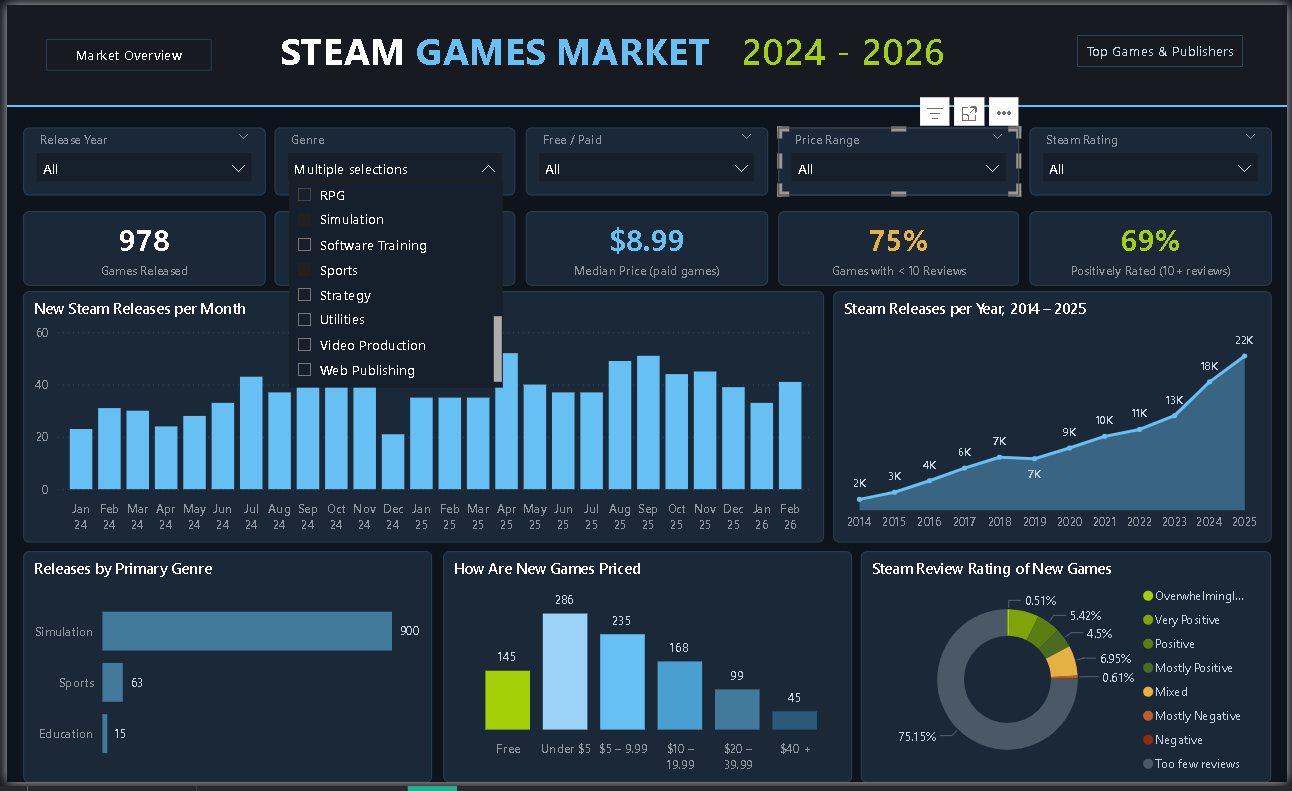 Market Overview
STEAM GAMES MARKET 2024 - 2026
Top Games & Publishers
Release Year
All
Genre
Multiple selections
RPG
Simulation
Software Training
Sports
Strategy
Utilities
Video Production
Web Publishing
Free / Paid
All
Price Range
All
Steam Rating
All
978
Games Released
$8.99
Median Price (paid games)
75%
Games with < 10 Reviews
69%
Positively Rated (10+ reviews)
New Steam Releases per Month
60
40
20
0
Jan Feb Mar Apr May Jun Jul Aug Sep Oct Nov Dec Jan Feb Mar Apr May Jun Jul Aug Sep Oct Nov Dec Jan Feb
24 24 24 24 24 24 24 24 24 24 24 24 25 25 25 25 25 25 25 25 25 25 25 25 26 26
Steam Releases per Year, 2014 – 2025
2K
3K
4K
6K
7K
7K
9K
10K
11K
13K
18K
22K
2014 2015 2016 2017 2018 2019 2020 2021 2022 2023 2024 2025
Releases by Primary Genre
Simulation 900
Sports 63
Education 15
How Are New Games Priced
145
286
235
168
99
45
Free
Under $5
$5 – 9.99
$10 –
19.99
$20 –
39.99
$40 +
Steam Review Rating of New Games
0.51%
5.42%
4.5%
6.95%
0.61%
75.15%
Overwhelmingl...
Very Positive
Positive
Mostly Positive
Mixed
Mostly Negative
Negative
Too few reviews